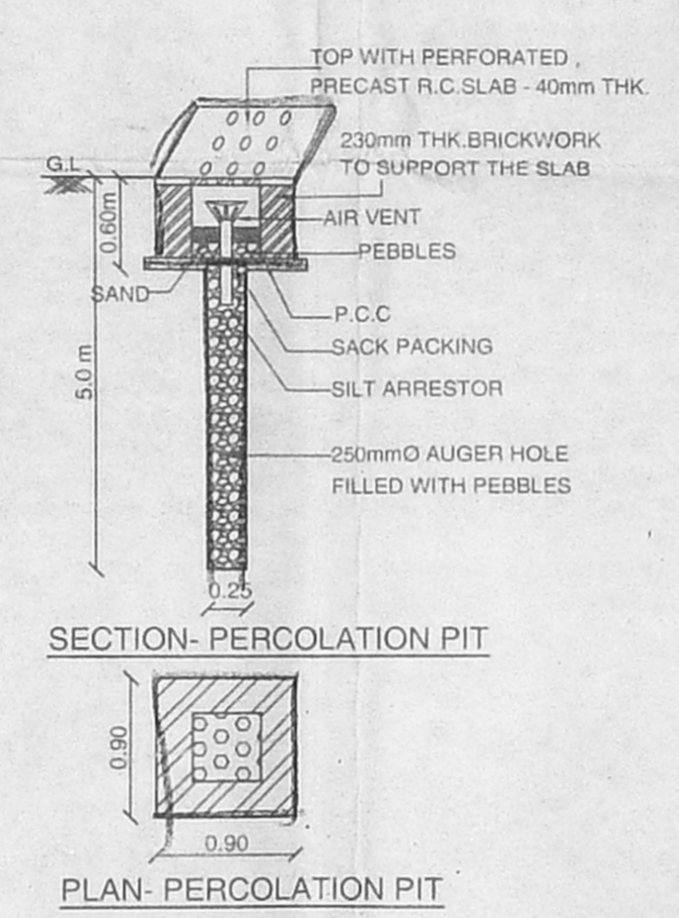 TOP WITH PERFORATED ,
PRECAST R.C.SLAB - 40mm THK.
230mm THK.BRICKWORK
TO SUPPORT THE SLAB
G.L
0.60m
AIR VENT
PEBBLES
SAND
P.C.C
SACK PACKING
5.0 m
SILT ARRESTOR
250mmØ AUGER HOLE
FILLED WITH PEBBLES
0.25
SECTION- PERCOLATION PIT
0.90
0.90
PLAN- PERCOLATION PIT